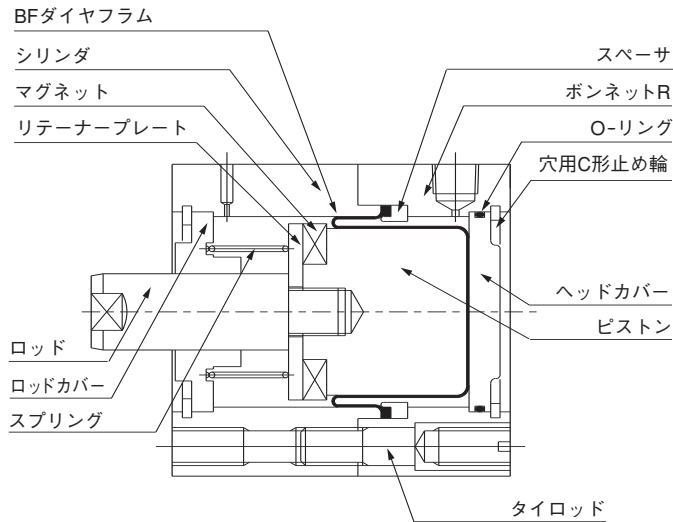 BFダイヤフラム
シリンダ
マグネット
リテーナープレート
スペーサ
ボンネットR
O-リング
穴用C形止め輪
ヘッドカバー
ピストン
ロッド
ロッドカバー
スプリング
タイロッド